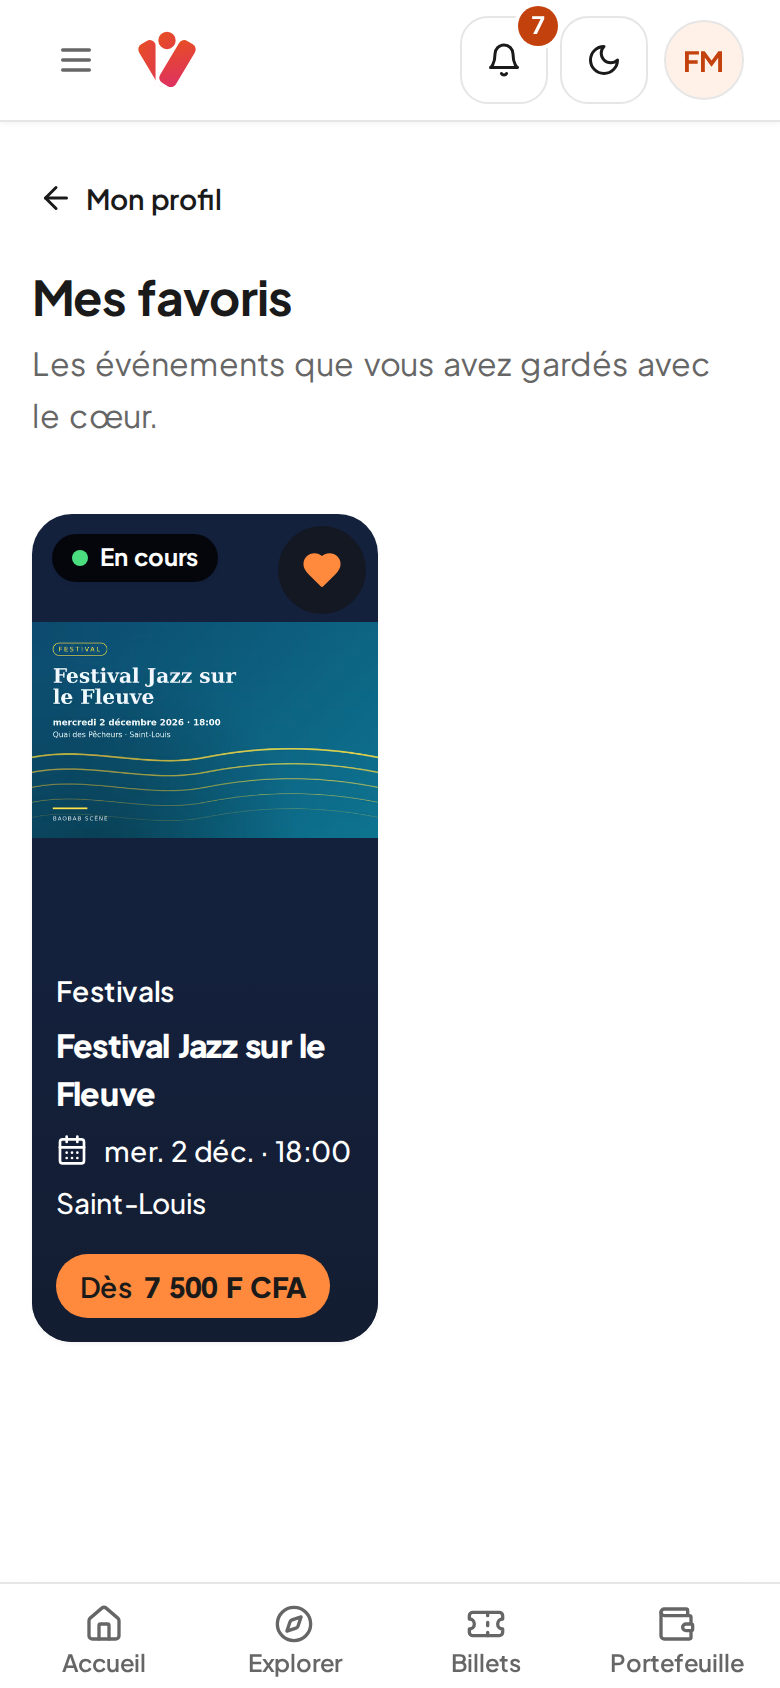 7
FM
Mon profil
Mes favoris
Les événements que vous avez gardés avec
le cœur.
En cours
FESTIVAL
Festival Jazz sur
le Fleuve
mercredi 2 décembre 2026 · 18:00
Quai des Pêcheurs · Saint-Louis
BAOBAB SCÈNE
Festivals
Festival Jazz sur le
Fleuve
mer. 2 déc. · 18:00
Saint-Louis
Dès 7 500 F CFA
Accueil
Explorer
Billets
Portefeuille